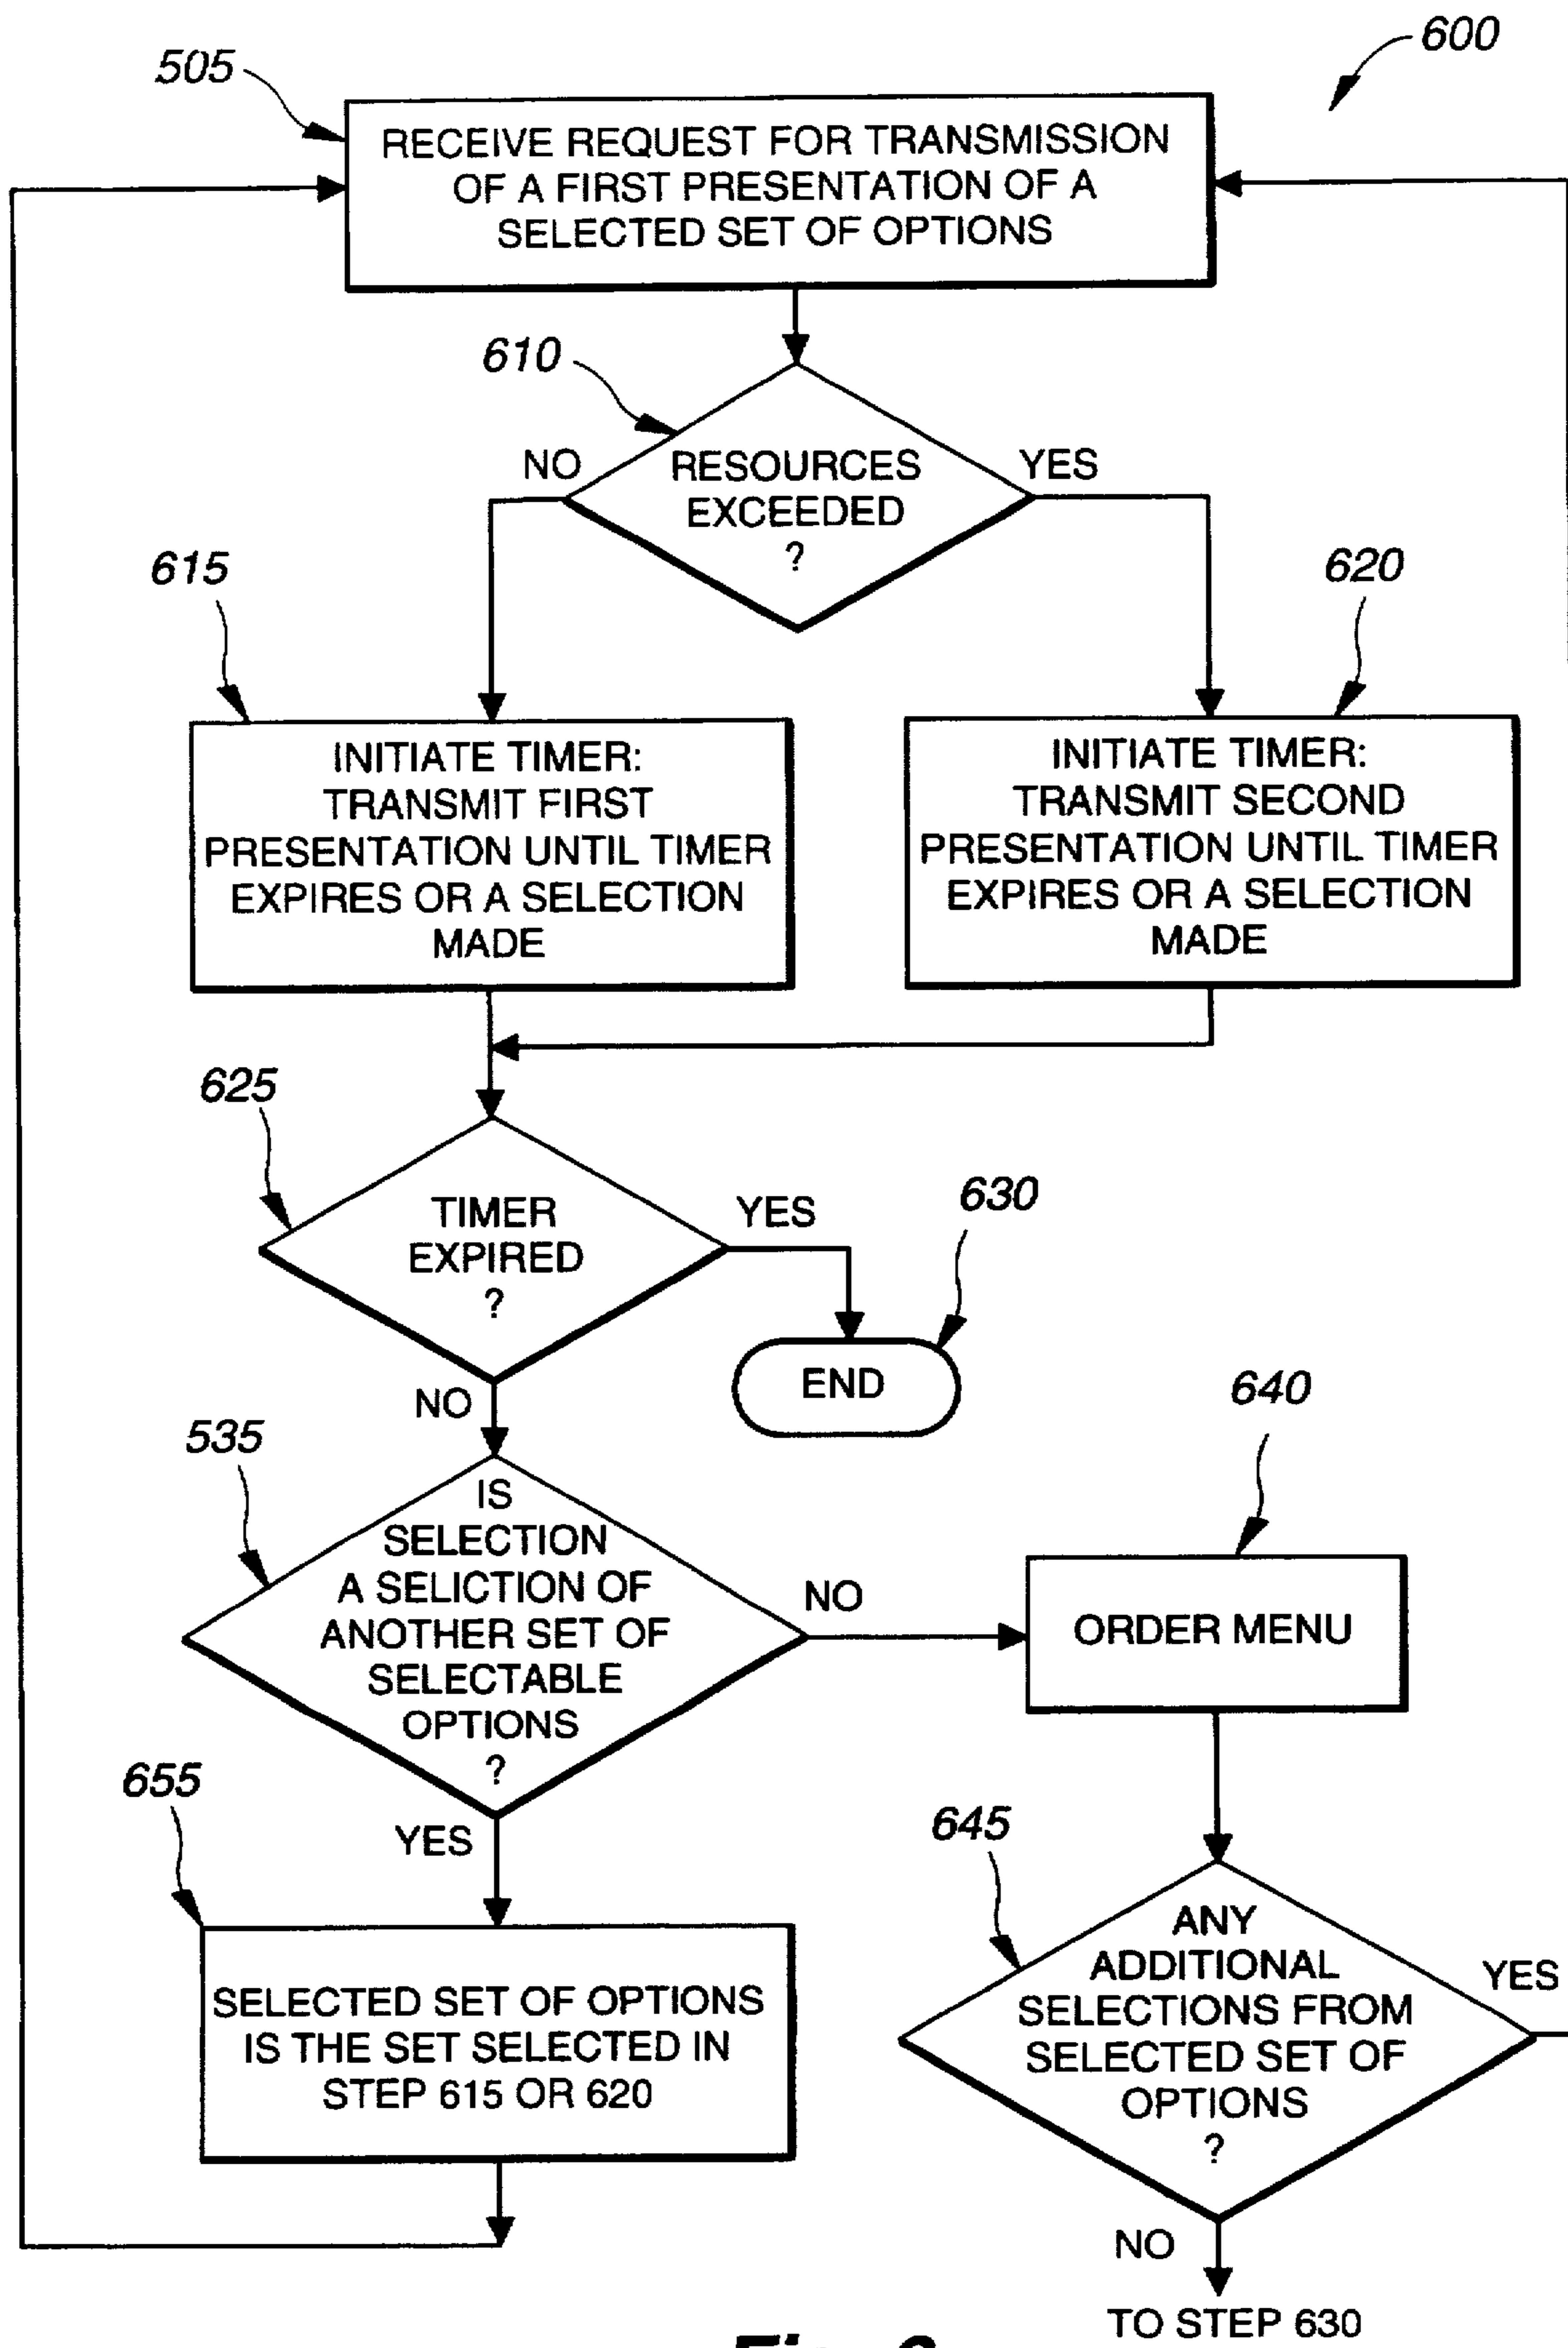 600
505
RECEIVE REQUEST FOR TRANSMISSION
OF A FIRST PRESENTATION OF A
SELECTED SET OF OPTIONS
610
NO
RESOURCES
EXCEEDED
?
YES
615
620
INITIATE TIMER:
TRANSMIT FIRST
PRESENTATION UNTIL TIMER
EXPIRES OR A SELECTION
MADE
INITIATE TIMER:
TRANSMIT SECOND
PRESENTATION UNTIL TIMER
EXPIRES OR A SELECTION
MADE
625
TIMER
EXPIRED
?
YES
630
END
NO
535
IS
SELECTION
A SELICTION OF
ANOTHER SET OF
SELECTABLE
OPTIONS
?
NO
640
ORDER MENU
YES
655
SELECTED SET OF OPTIONS
IS THE SET SELECTED IN
STEP 615 OR 620
645
ANY
ADDITIONAL
SELECTIONS FROM
SELECTED SET OF
OPTIONS
?
YES
NO
TO STEP 630